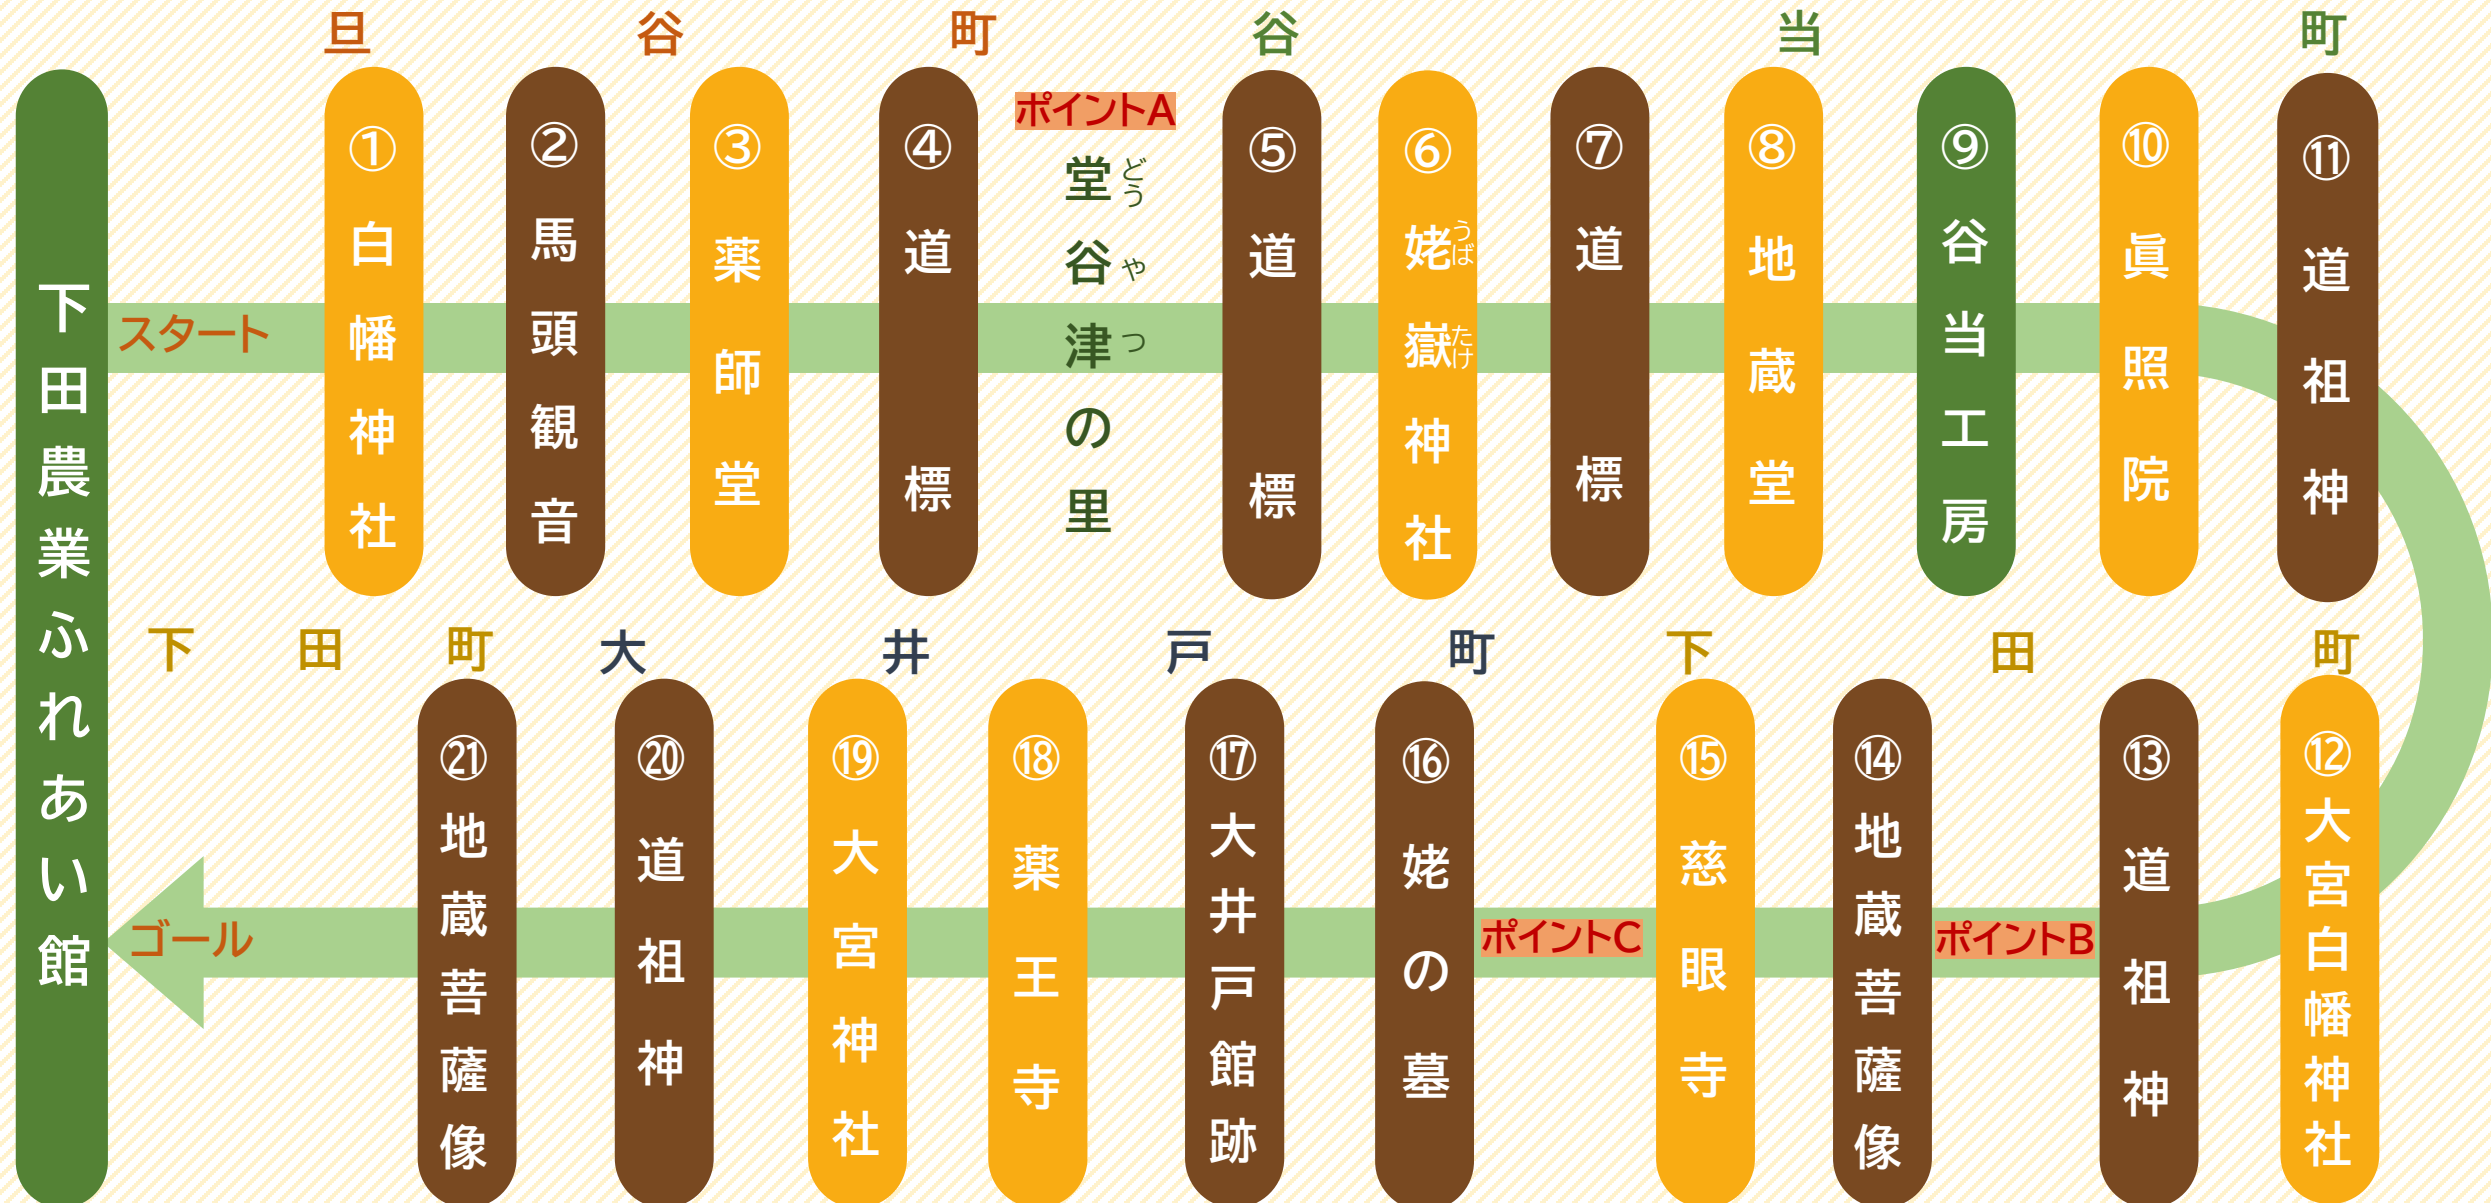 旦谷町
谷当町
下田農業ふれあい館
スタート
①白幡神社
②馬頭観音
③薬師堂
④道標
ポイントA
堂谷津の里
どうやつ
⑤道標
⑥姥嶽神社
うばたけ
⑦道標
⑧地蔵堂
⑨谷当工房
⑩眞照院
⑪道祖神
下田町
⑫大宮白幡神社
⑬道祖神
ポイントB
⑭地蔵菩薩像
⑮慈眼寺
ポイントC
大井戸町
⑯姥の墓
⑰大井戸館跡
⑱薬王寺
⑲大宮神社
⑳道祖神
下田町
㉑地蔵菩薩像
ゴール